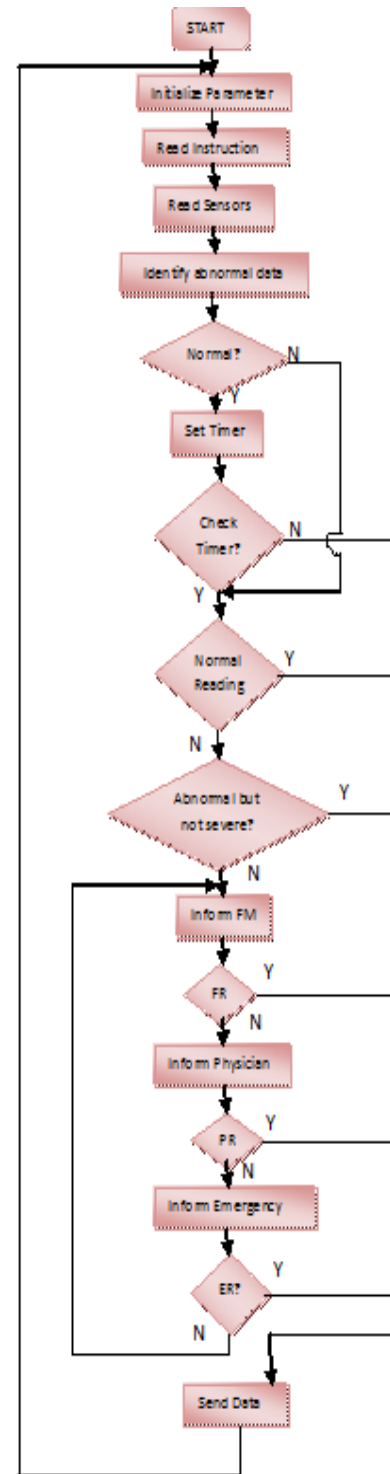 START
Initialize Parameter
Read Instruction
Read Sensors
Identify abnormal data
Normal?
N
Y
Set Timer
Check
Timer?
N
Y
Normal
Reading
Y
N
Abnormal but
not severe?
Y
N
Inform FM
FR
Y
N
Inform Physician
PR
Y
N
Inform Emergency
ER?
Y
N
Send Data